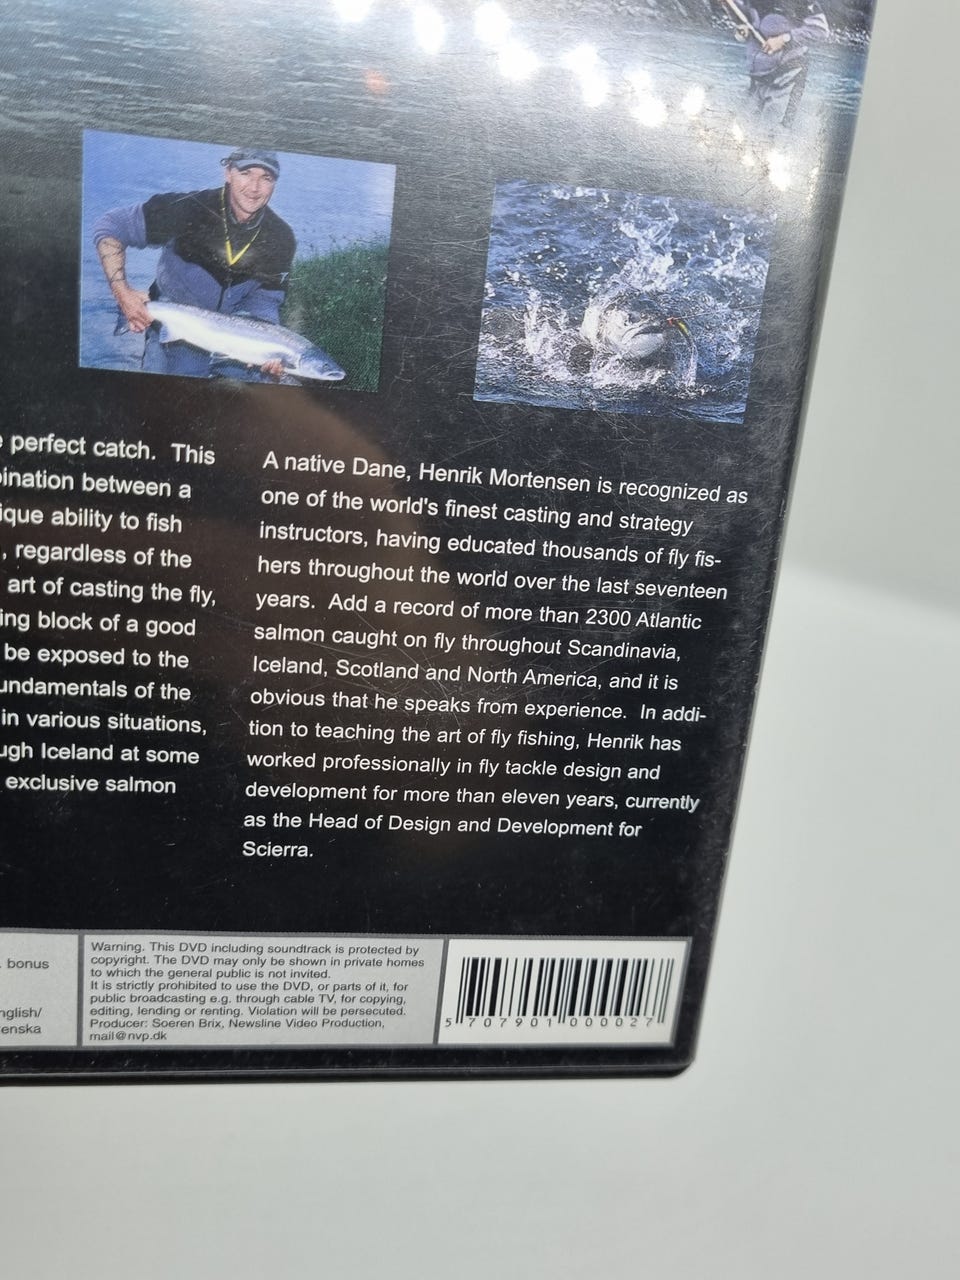 perfect catch. This
bination between a
ique ability to fish
, regardless of the
art of casting the fly,
ing block of a good
be exposed to the
undamentals of the
in various situations,
ugh Iceland at some
exclusive salmon
A native Dane, Henrik Mortensen is recognized as
one of the world's finest casting and strategy
instructors, having educated thousands of fly fis-
hers throughout the world over the last seventeen
years. Add a record of more than 2300 Atlantic
salmon caught on fly throughout Scandinavia,
Iceland, Scotland and North America, and it is
obvious that he speaks from experience. In addi-
tion to teaching the art of fly fishing, Henrik has
worked professionally in fly tackle design and
development for more than eleven years, currently
as the Head of Design and Development for
Scierra.
. bonus
nglish/
enska
Warning. This DVD including soundtrack is protected by
copyright. The DVD may only be shown in private homes
to which the general public is not invited.
It is strictly prohibited to use the DVD, or parts of it, for
public broadcasting e.g. through cable TV, for copying,
editing, lending or renting. Violation will be persecuted.
Producer: Soeren Brix, Newsline Video Production,
mail@nvp.dk
5 707901 000027